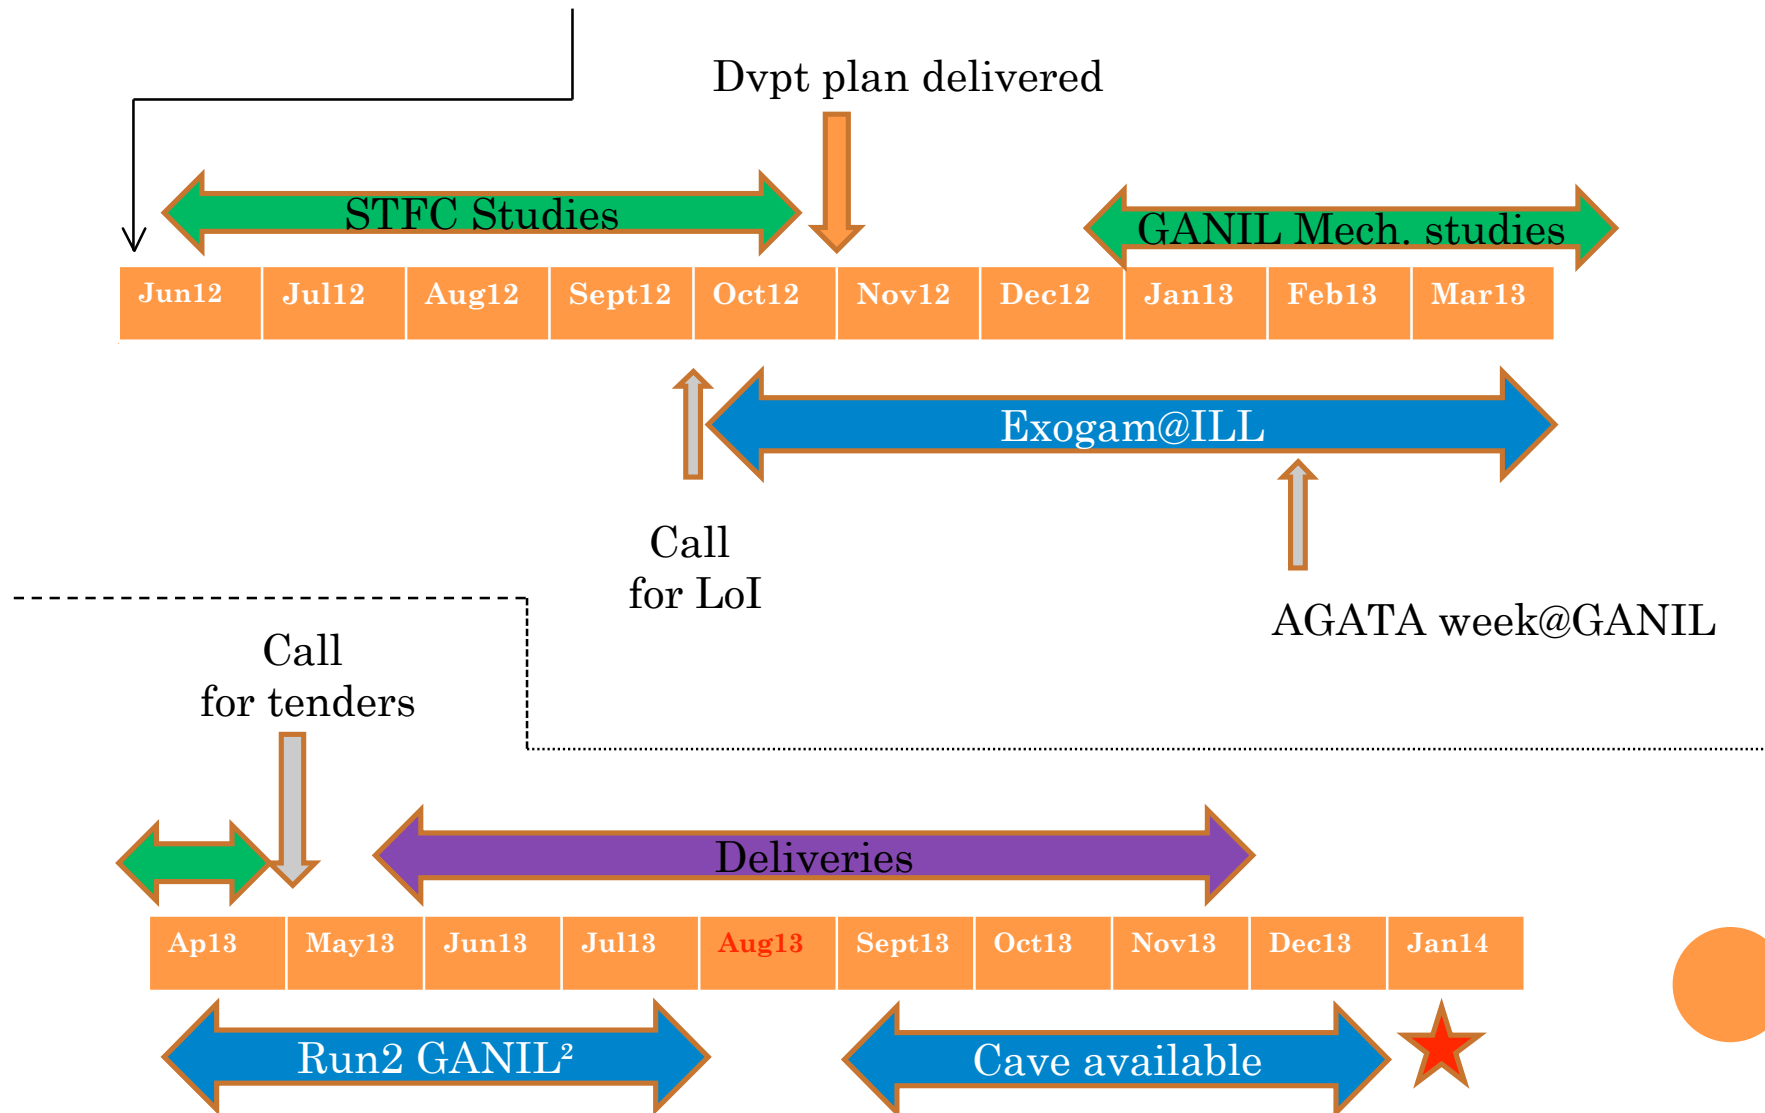 Dvpt plan delivered
STFC Studies
GANIL Mech. studies
Jun12 Jul12 Aug12 Sept12 Oct12 Nov12 Dec12 Jan13 Feb13 Mar13
Exogam@ILL
Call
for LoI
AGATA week@GANIL
Call
for tenders
Deliveries
Ap13 May13 Jun13 Jul13 Aug13 Sept13 Oct13 Nov13 Dec13 Jan14
Run2 GANIL²
Cave available